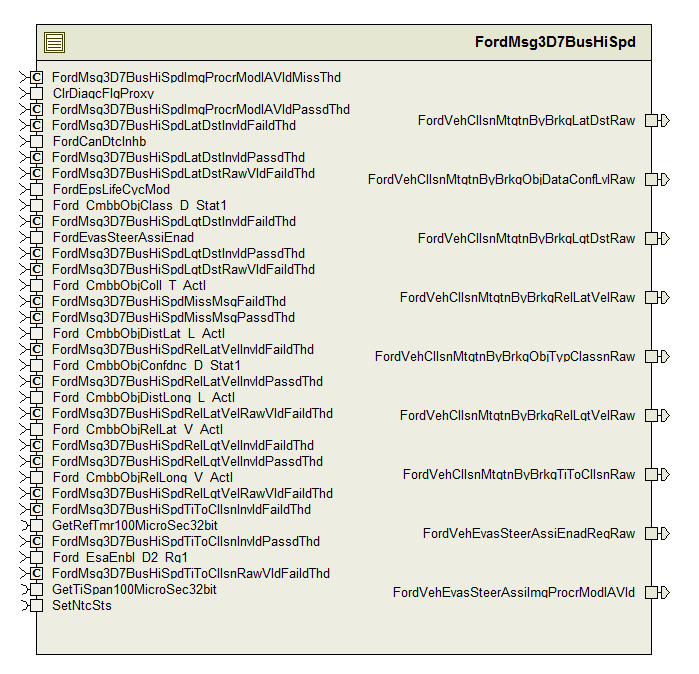 FordMsg3D7BusHiSpd
C FordMsg3D7BusHiSpdImgProcrModlAVldMissThd
ClrDiagcFlgProxy
C FordMsg3D7BusHiSpdImgProcrModlAVldPassdThd
C FordMsg3D7BusHiSpdLatDstInvldFaildThd
FordCanDtcInhb
C FordMsg3D7BusHiSpdLatDstInvldPassdThd
C FordMsg3D7BusHiSpdLatDstRawVldFaildThd
FordEpsLifeCycMod
Ford_CmbbObjClass_D_Stat1
C FordMsg3D7BusHiSpdLgtDstInvldFaildThd
FordEvasSteerAssiEnad
C FordMsg3D7BusHiSpdLgtDstInvldPassdThd
C FordMsg3D7BusHiSpdLgtDstRawVldFaildThd
Ford_CmbbObjColl_T_Actl
C FordMsg3D7BusHiSpdMissMsgFaildThd
C FordMsg3D7BusHiSpdMissMsgPassdThd
Ford_CmbbObjDistLat_L_Actl
C FordMsg3D7BusHiSpdRelLatVelInvldFaildThd
Ford_CmbbObjConfdnc_D_Stat1
C FordMsg3D7BusHiSpdRelLatVelInvldPassdThd
Ford_CmbbObjDistLong_L_Actl
C FordMsg3D7BusHiSpdRelLatVelRawVldFaildThd
Ford_CmbbObjRelLat_V_Actl
C FordMsg3D7BusHiSpdRelLgtVelInvldFaildThd
C FordMsg3D7BusHiSpdRelLgtVelInvldPassdThd
Ford_CmbbObjRelLong_V_Actl
C FordMsg3D7BusHiSpdRelLgtVelRawVldFaildThd
C FordMsg3D7BusHiSpdTiToCllsnInvldFaildThd
GetRefTmr100MicroSec32bit
C FordMsg3D7BusHiSpdTiToCllsnInvldPassdThd
Ford_EsaEnbl_D2_Rq1
C FordMsg3D7BusHiSpdTiToCllsnRawVldFaildThd
GetTiSpan100MicroSec32bit
SetNtcSts
FordVehCllsnMtgtnByBrkgLatDstRaw
FordVehCllsnMtgtnByBrkgObjDataConfLvlRaw
FordVehCllsnMtgtnByBrkgLgtDstRaw
FordVehCllsnMtgtnByBrkgRelLatVelRaw
FordVehCllsnMtgtnByBrkgObjTypClassnRaw
FordVehCllsnMtgtnByBrkgRelLgtVelRaw
FordVehCllsnMtgtnByBrkgTiToCllsnRaw
FordVehEvasSteerAssiEnadReqRaw
FordVehEvasSteerAssiImgProcrModlAVld